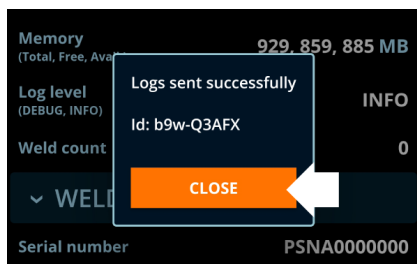 Memory
(Total, Free, Ava
929, 859, 885 MB
Logs sent successfully
Log level
(DEBUG, INFO)
INFO
Id: b9w-Q3AFX
Weld count
0
CLOSE
WELD
Serial number
PSNA0000000